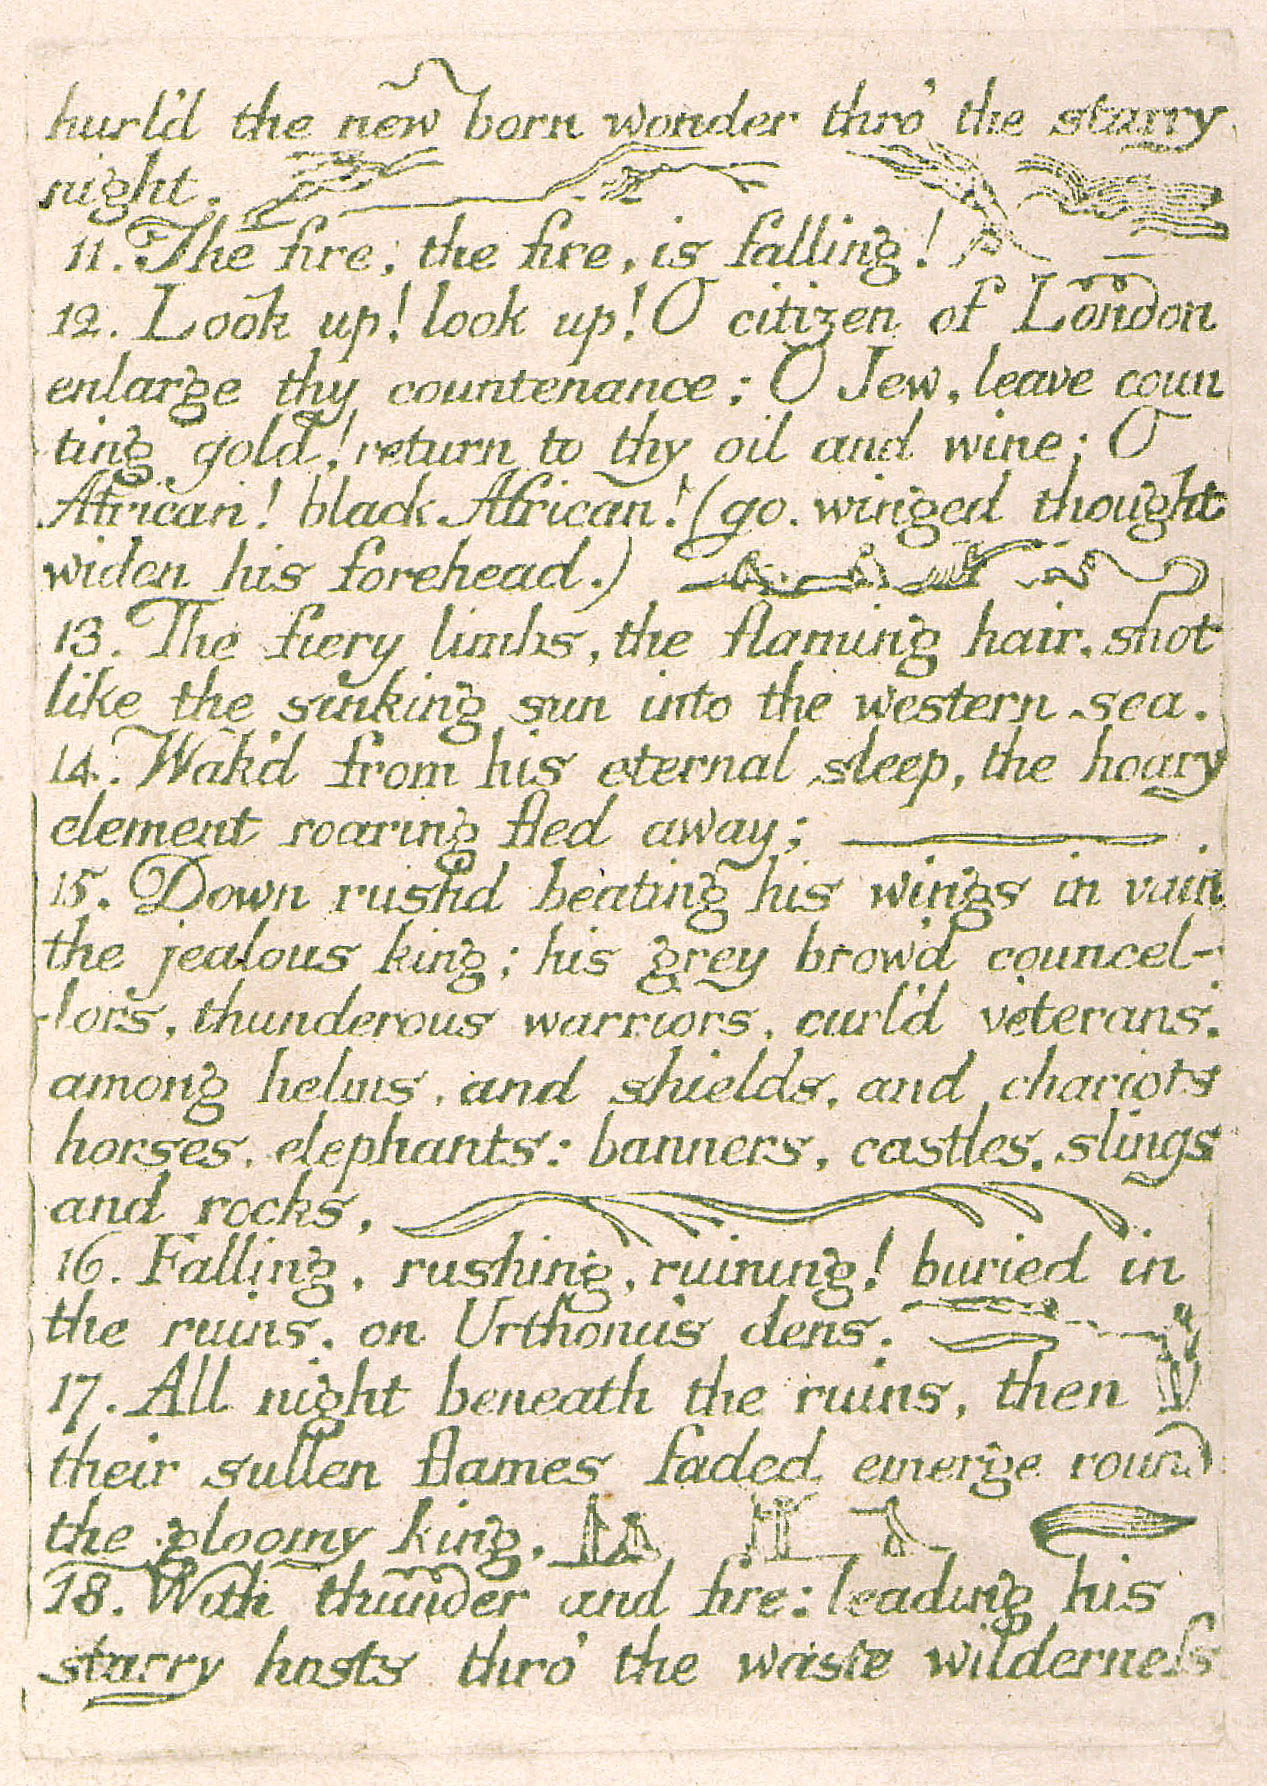 hurl'd the new born wonder thro' the starry
night.
11. The fire, the fire, is falling!
12. Look up! look up! O citizen of London
enlarge thy countenance; O Jew, leave coun
ting gold! return to thy oil and wine; O
African! black African! (go. winged thought
widen his forehead.)
13. The fiery limbs, the flaming hair, shot
like the sinking sun into the western sea.
14. Wak'd from his eternal sleep, the hoary
element roaring fled away;
15. Down rush'd beating his wings in vain
the jealous king; his grey brow'd councel-
-lors, thunderous warriors, curl'd veterans,
among helms, and shields, and chariots
horses, elephants: banners, castles, slings
and rocks,
16. Falling, rushing, ruining! buried in
the ruins, on Urthona's dens.
17. All night beneath the ruins, then
their sullen flames faded emerge round
the gloomy king,
18. With thunder and fire: leading his
starry hosts thro' the waste wilderneſs